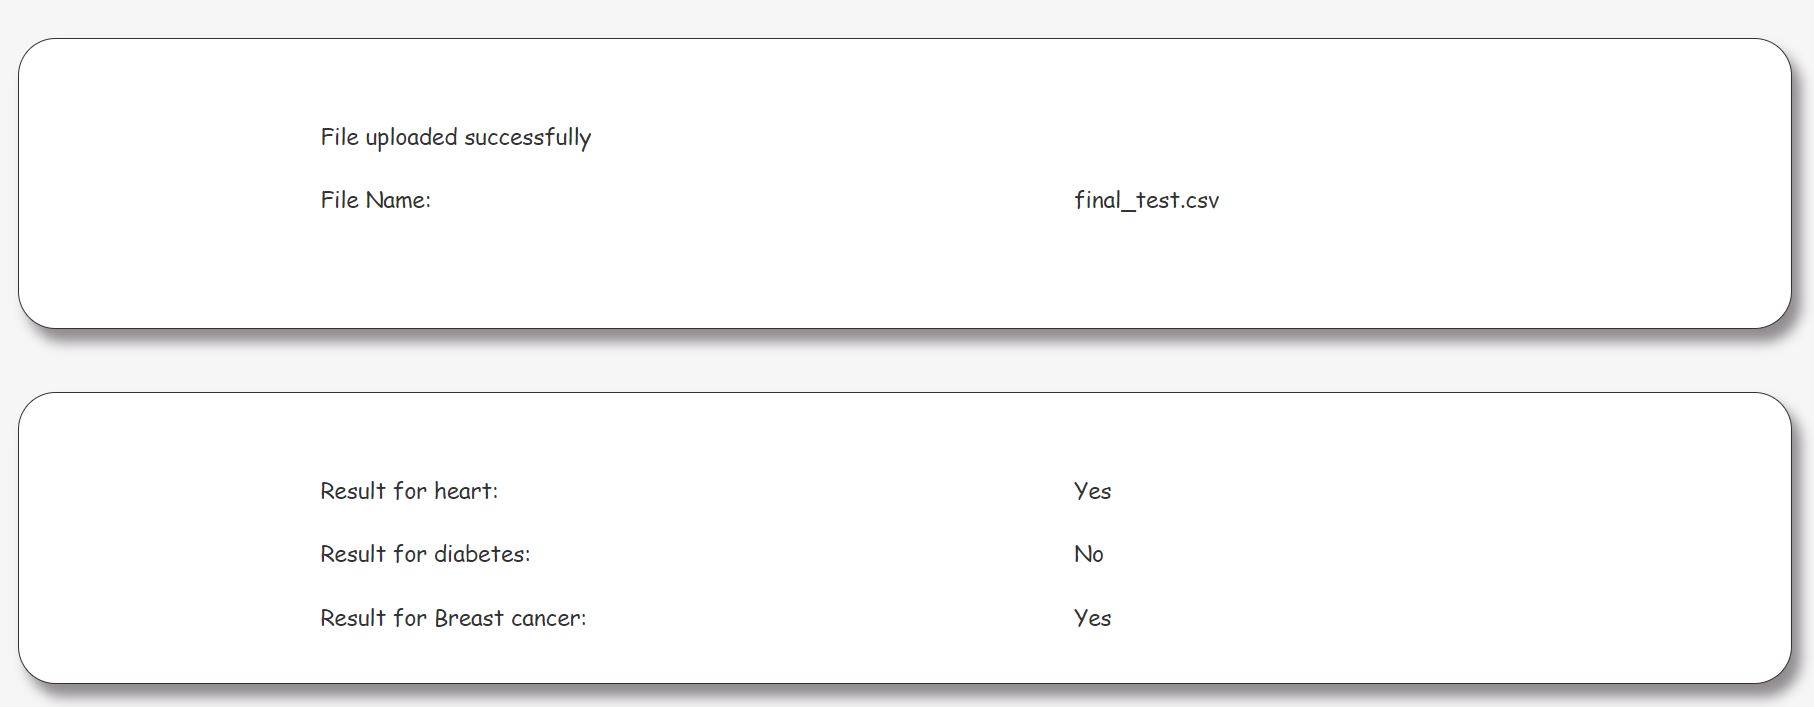 File uploaded successfully
File Name: final_test.csv
Result for heart: Yes
Result for diabetes: No
Result for Breast cancer: Yes